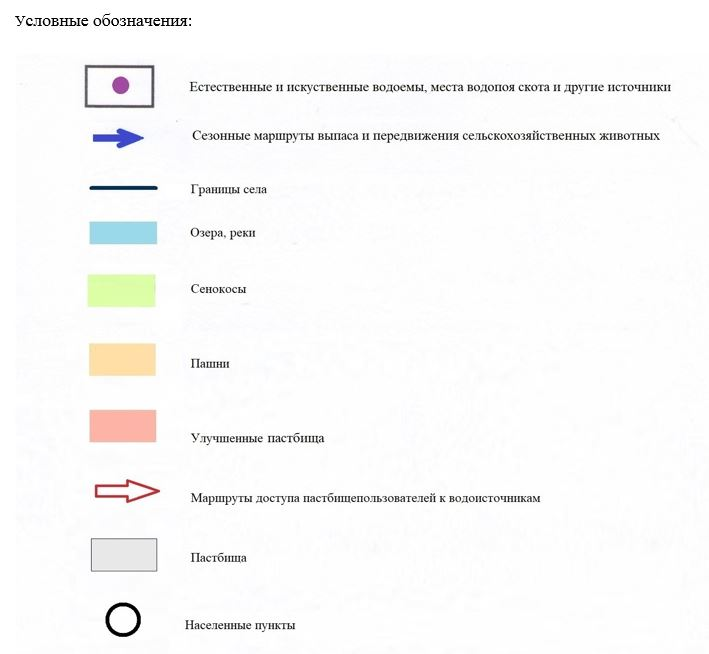 Условные обозначения:
Естественные и искуственные водоемы, места водопоя скота и другие источники
Сезонные маршруты выпаса и передвижения сельскохозяйственных животных
Границы села
Озера, реки
Сенокосы
Пашни
Улучшенные пастбища
Маршруты доступа пастбищепользователей к водоисточникам
Пастбища
Населенные пункты